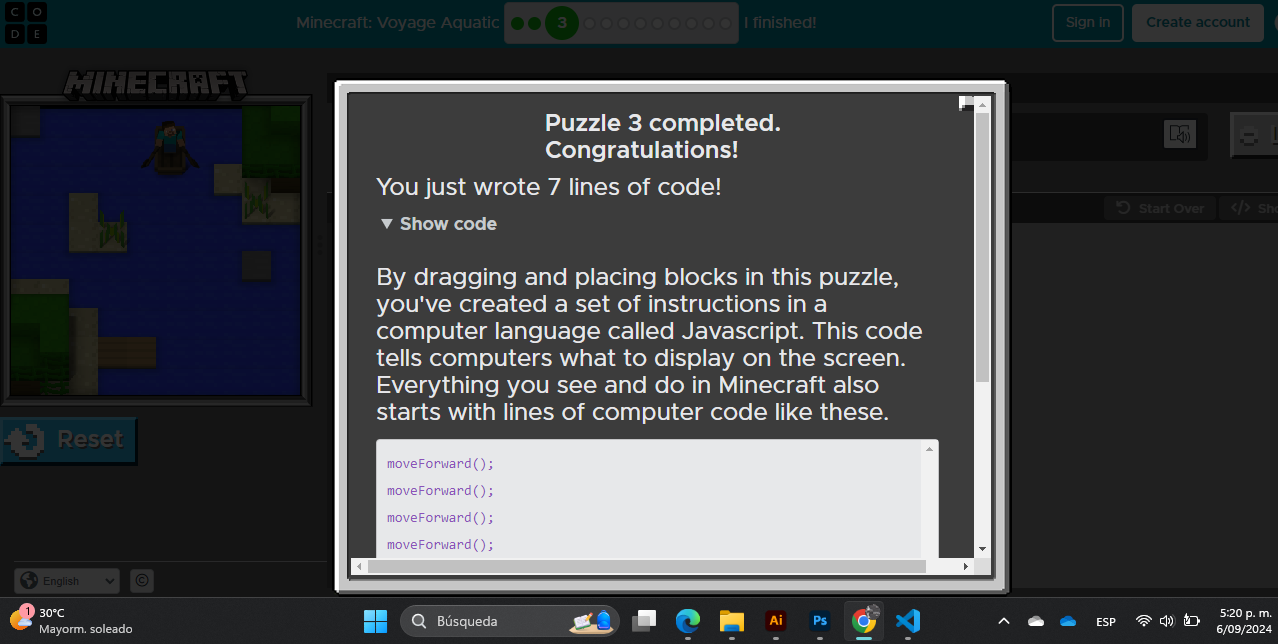 C O
D E
Minecraft: Voyage Aquatic
3
I finished!
Sign in
Create account
MINECRAFT
Puzzle 3 completed.
Congratulations!
You just wrote 7 lines of code!
Show code
By dragging and placing blocks in this puzzle,
you've created a set of instructions in a
computer language called Javascript. This code
tells computers what to display on the screen.
Everything you see and do in Minecraft also
starts with lines of computer code like these.
moveForward();
moveForward();
moveForward();
moveForward();
Start Over
</> Sho
Reset
English
©
1
30°C
Mayorm. soleado
Búsqueda
Ai
Ps
ESP
5:20 p. m.
6/09/2024